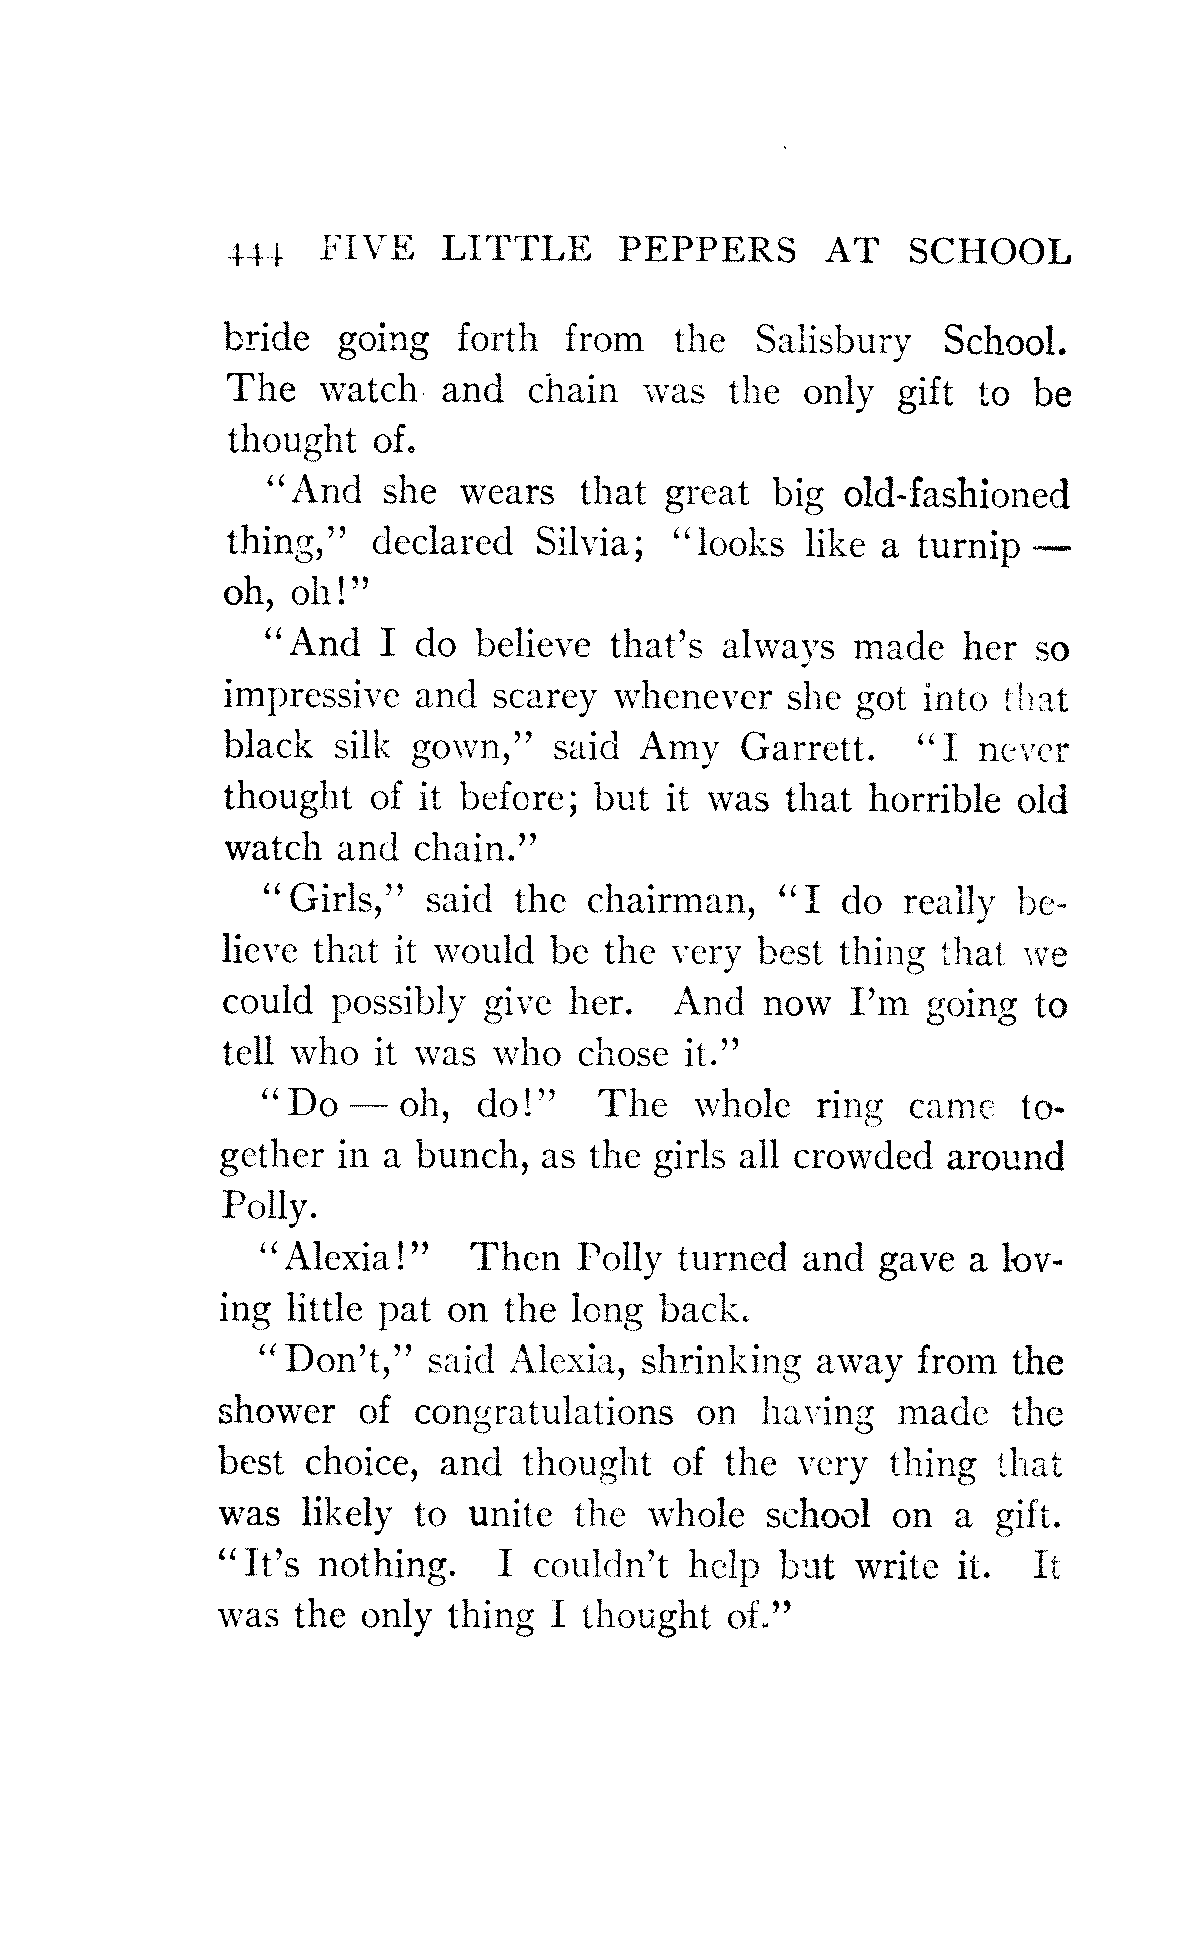 444 FIVE LITTLE PEPPERS AT SCHOOL
bride going forth from the Salisbury School.
The watch and chain was the only gift to be
thought of.
"And she wears that great big old-fashioned
thing," declared Silvia; "looks like a turnip —
oh, oh!"
"And I do believe that's always made her so
impressive and scarey whenever she got into that
black silk gown," said Amy Garrett. "I never
thought of it before; but it was that horrible old
watch and chain."
"Girls," said the chairman, "I do really be-
lieve that it would be the very best thing that we
could possibly give her. And now I'm going to
tell who it was who chose it."
"Do — oh, do!" The whole ring came to-
gether in a bunch, as the girls all crowded around
Polly.
"Alexia!" Then Polly turned and gave a lov-
ing little pat on the long back.
"Don't," said Alexia, shrinking away from the
shower of congratulations on having made the
best choice, and thought of the very thing that
was likely to unite the whole school on a gift.
"It's nothing. I couldn't help but write it. It
was the only thing I thought of."